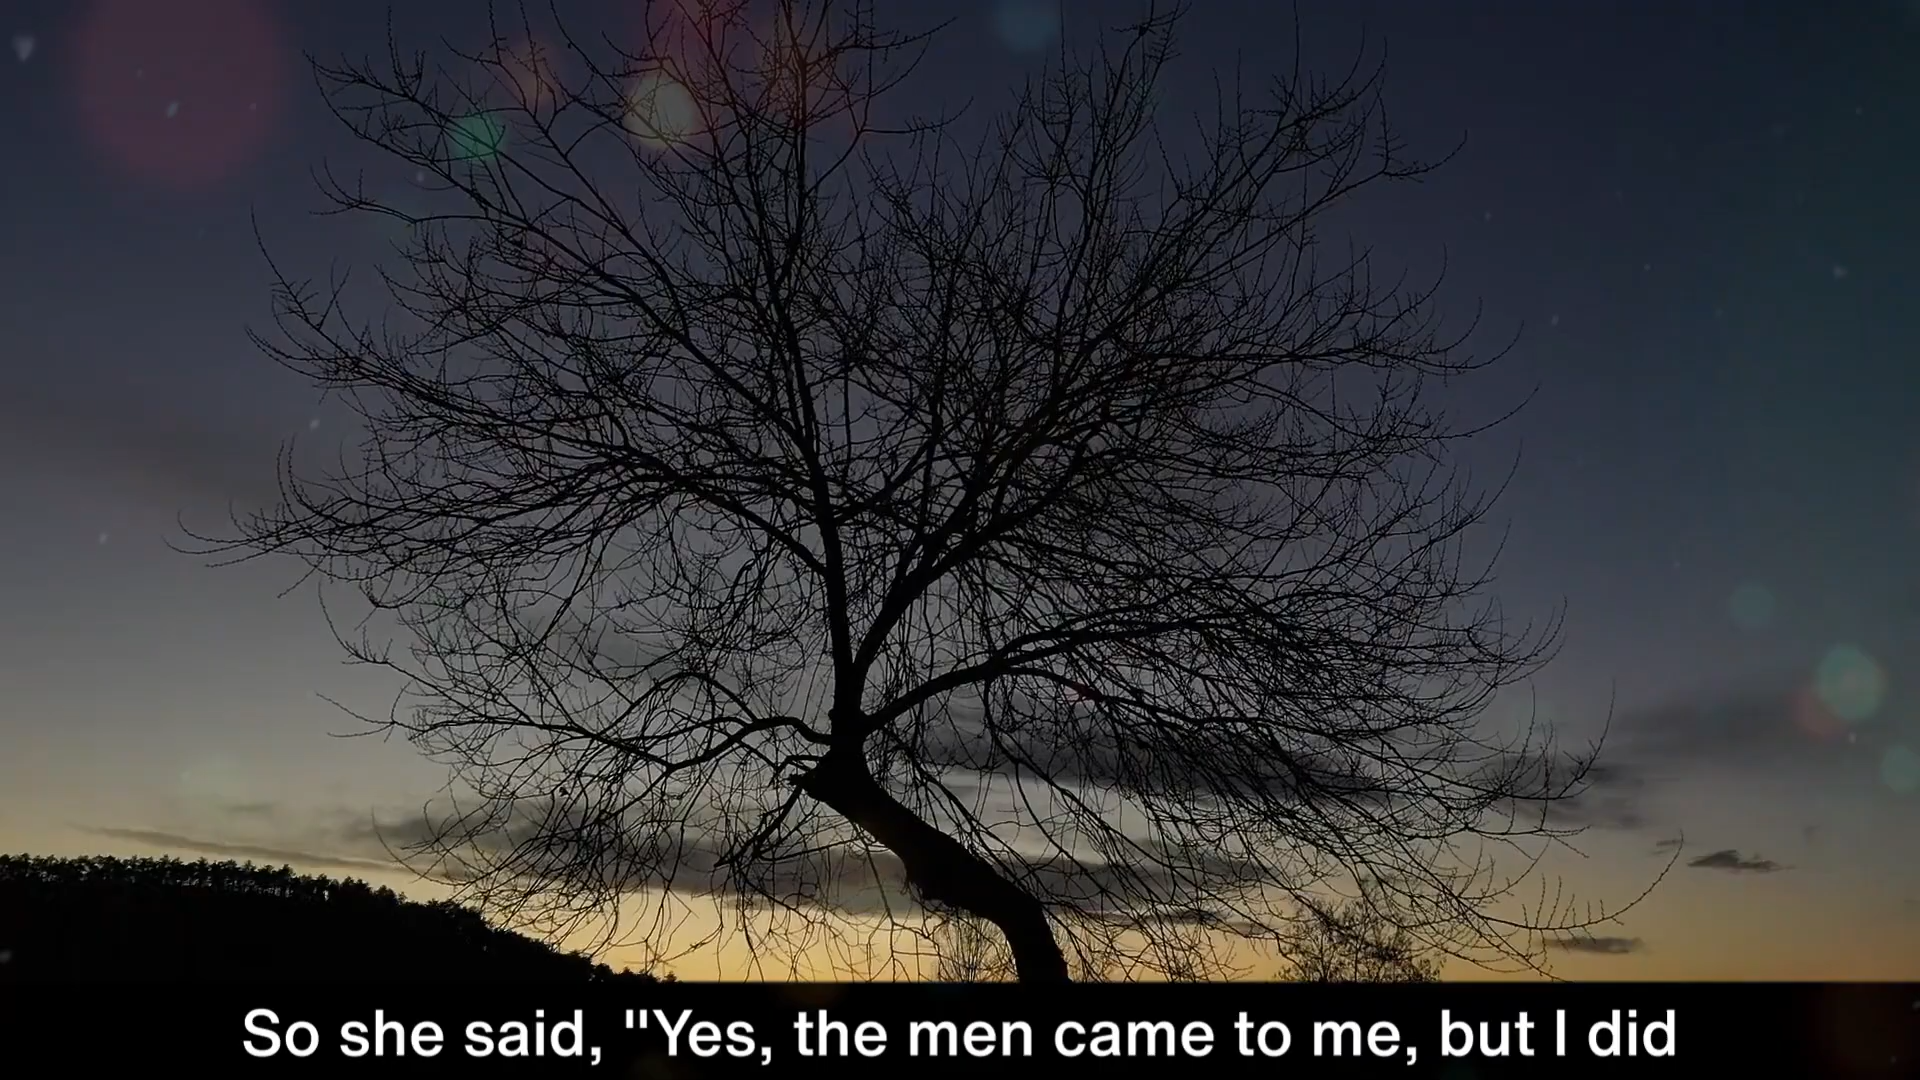 So she said, "Yes, the men came to me, but I did